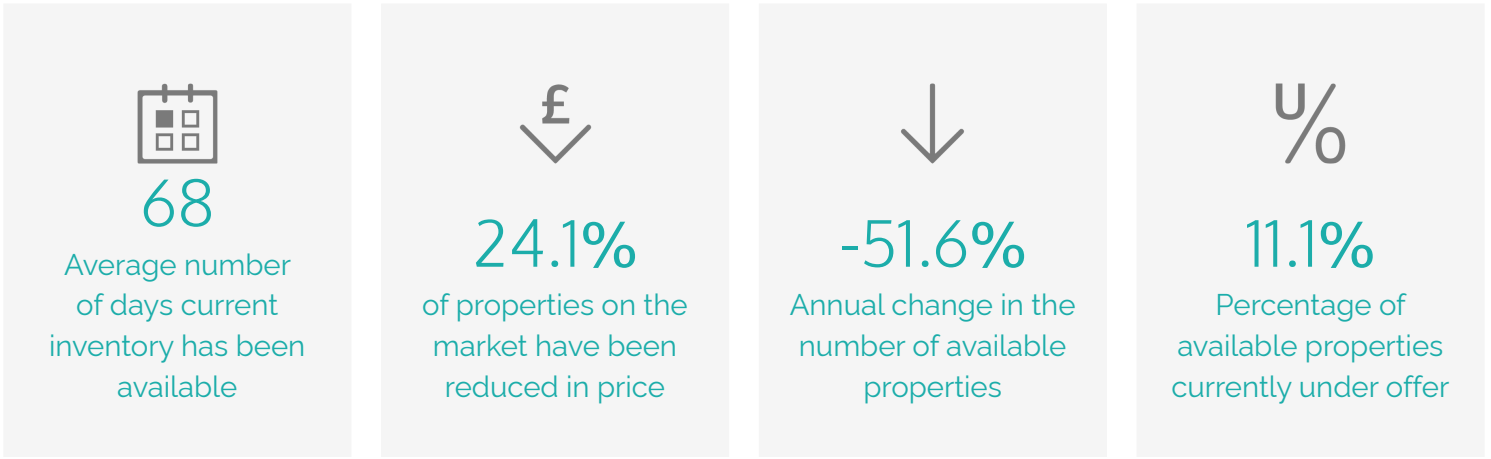 68
Average number
of days current
inventory has been
available
£
24.1%
of properties on the
market have been
reduced in price
-51.6%
Annual change in the
number of available
properties
U%
11.1%
Percentage of
available properties
currently under offer